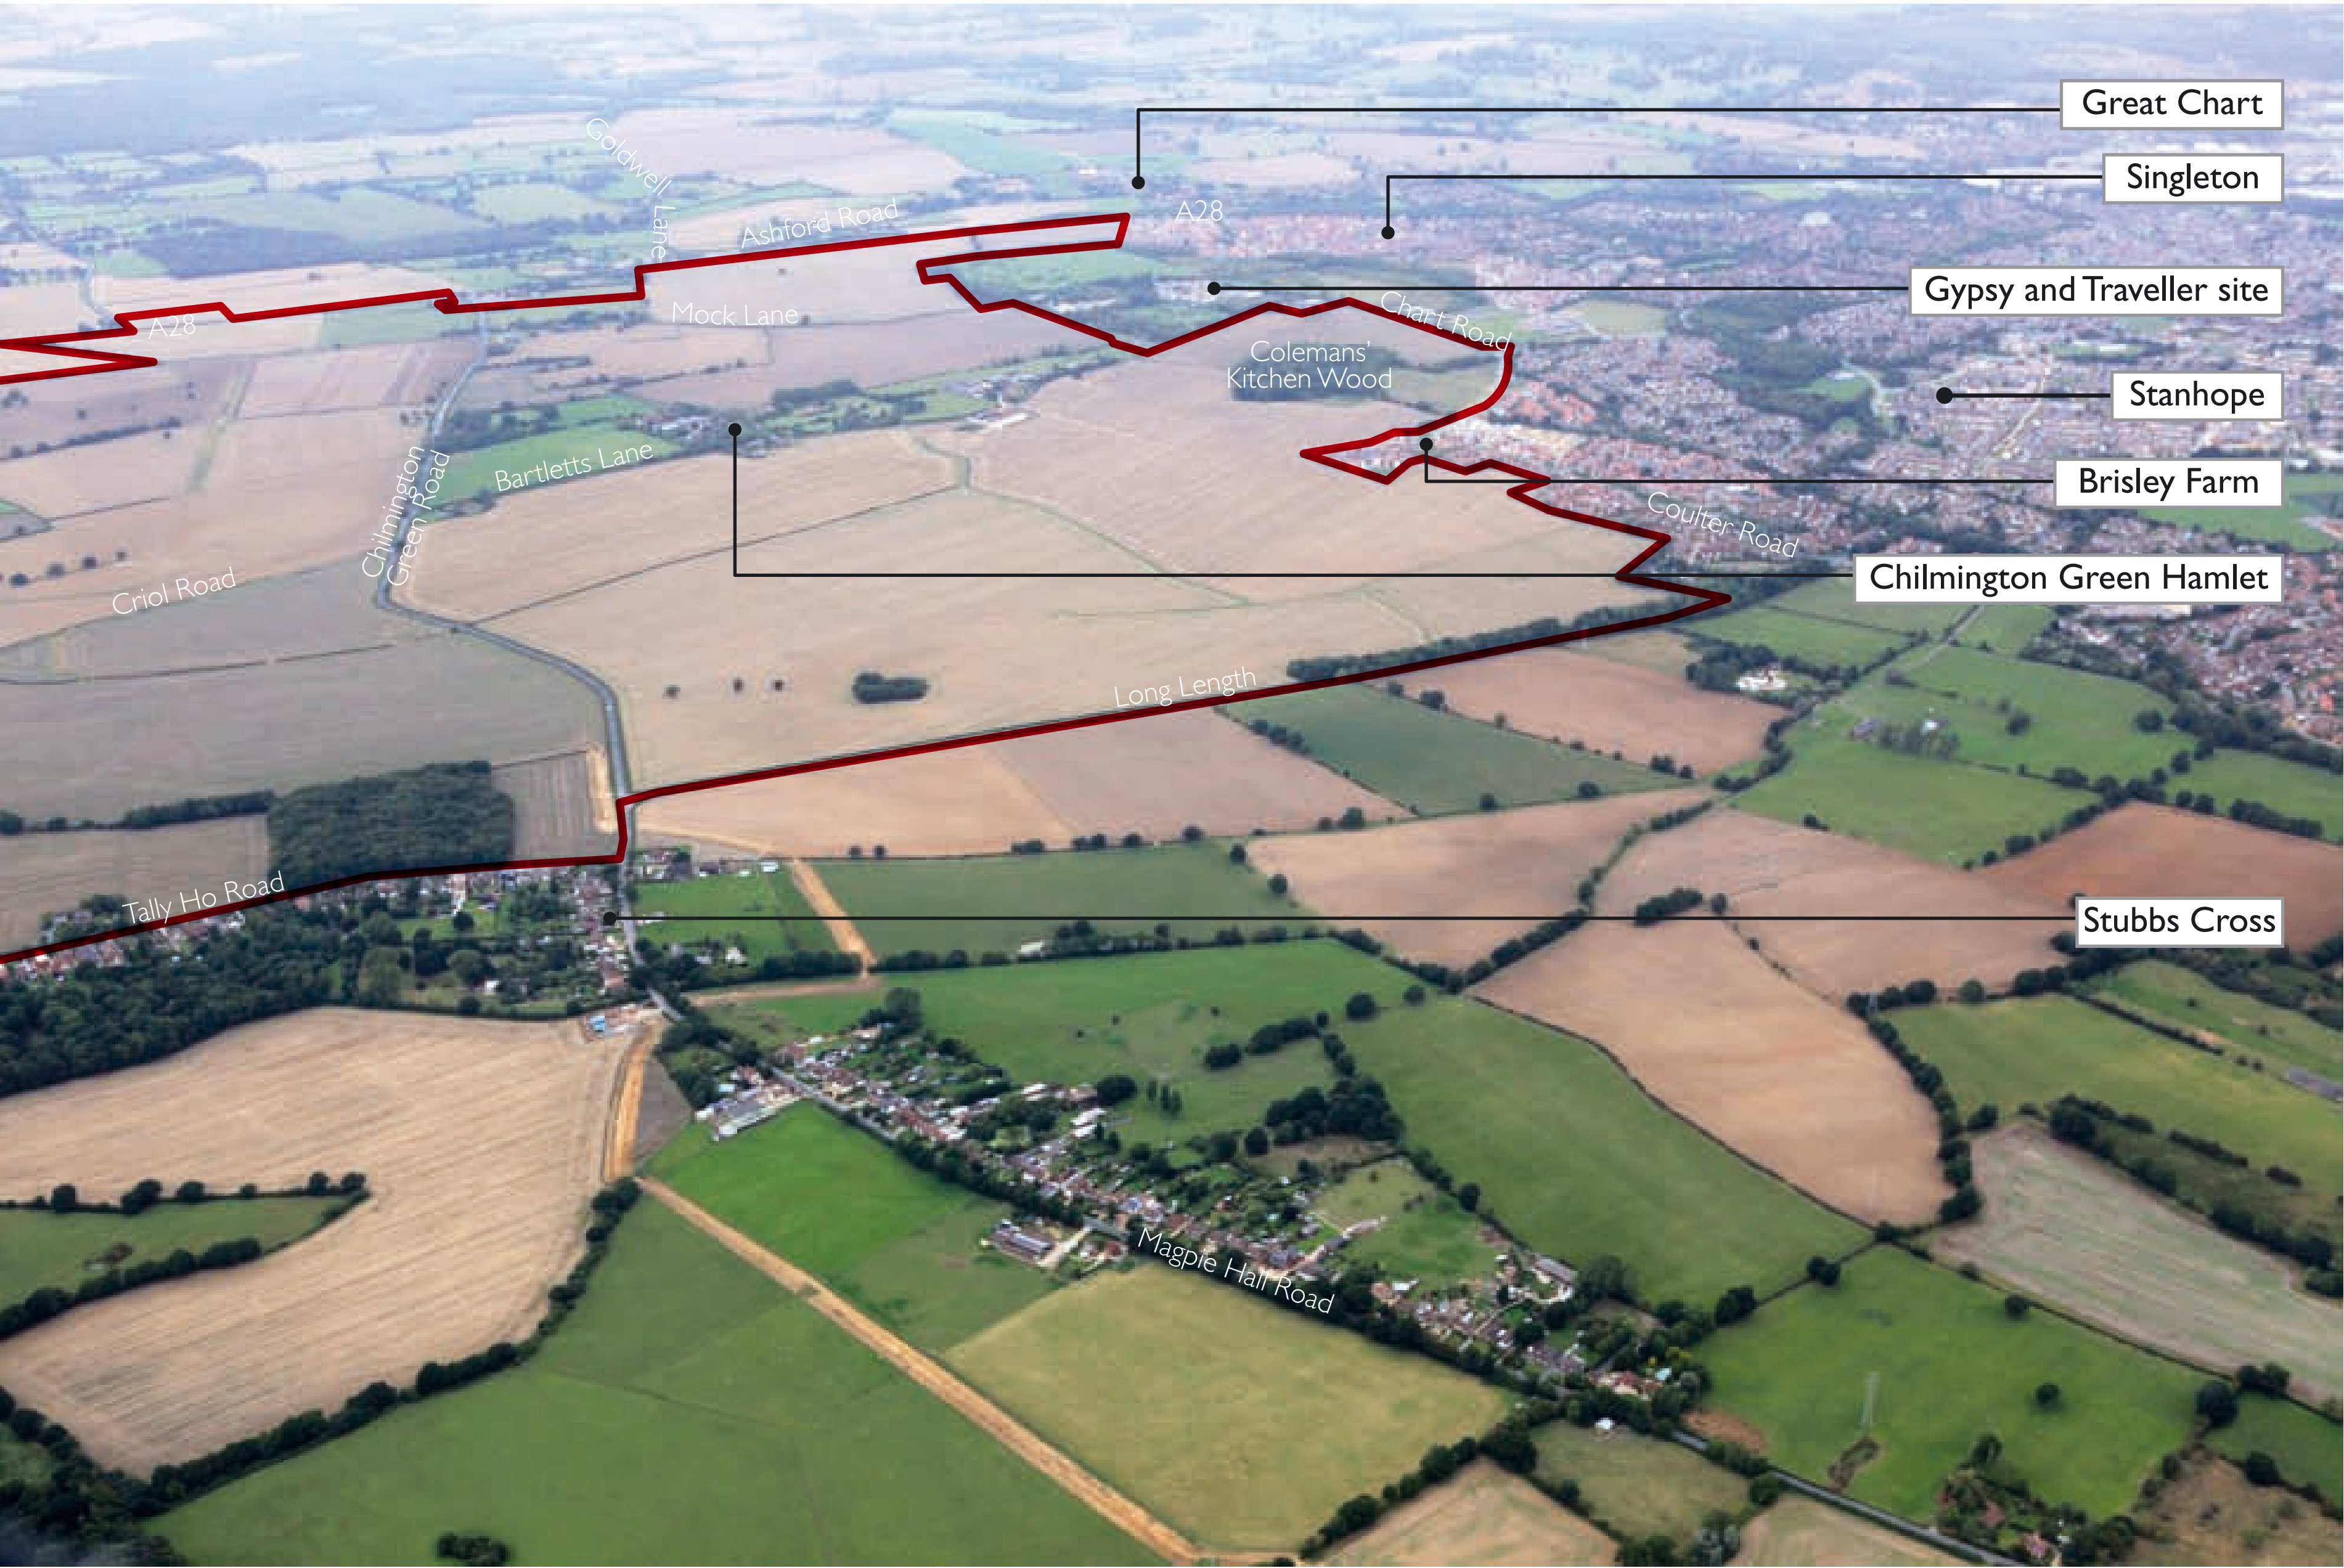 Great Chart
Goldwell Lane
Singleton
Ashford Road
A28
Gypsy and Traveller site
Mock Lane
A28
Chart Road
Colemans'
Kitchen Wood
Stanhope
Bartletts Lane
Brisley Farm
Chilmington
Green Road
Coulter Road
Criol Road
Chilmington Green Hamlet
Long Length
Tally Ho Road
Stubbs Cross
Magpie Hall Road